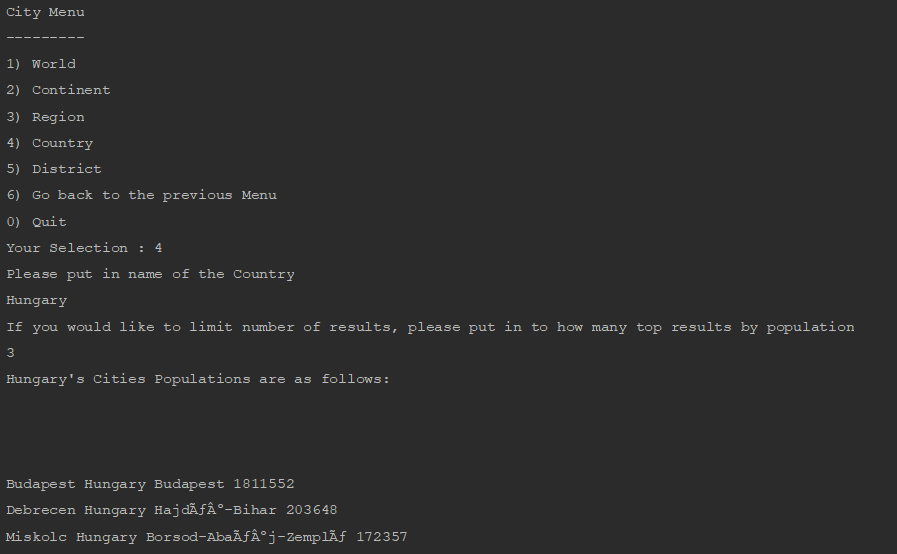 City Menu
---------
1) World
2) Continent
3) Region
4) Country
5) District
6) Go back to the previous Menu
0) Quit
Your Selection : 4
Please put in name of the Country
Hungary
If you would like to limit number of results, please put in to how many top results by population
3
Hungary's Cities Populations are as follows:
Budapest Hungary Budapest 1811552
Debrecen Hungary HajdÃƒÂº-Bihar 203648
Miskolc Hungary Borsod-AbaÃƒÂºj-ZemplÃƒ 172357